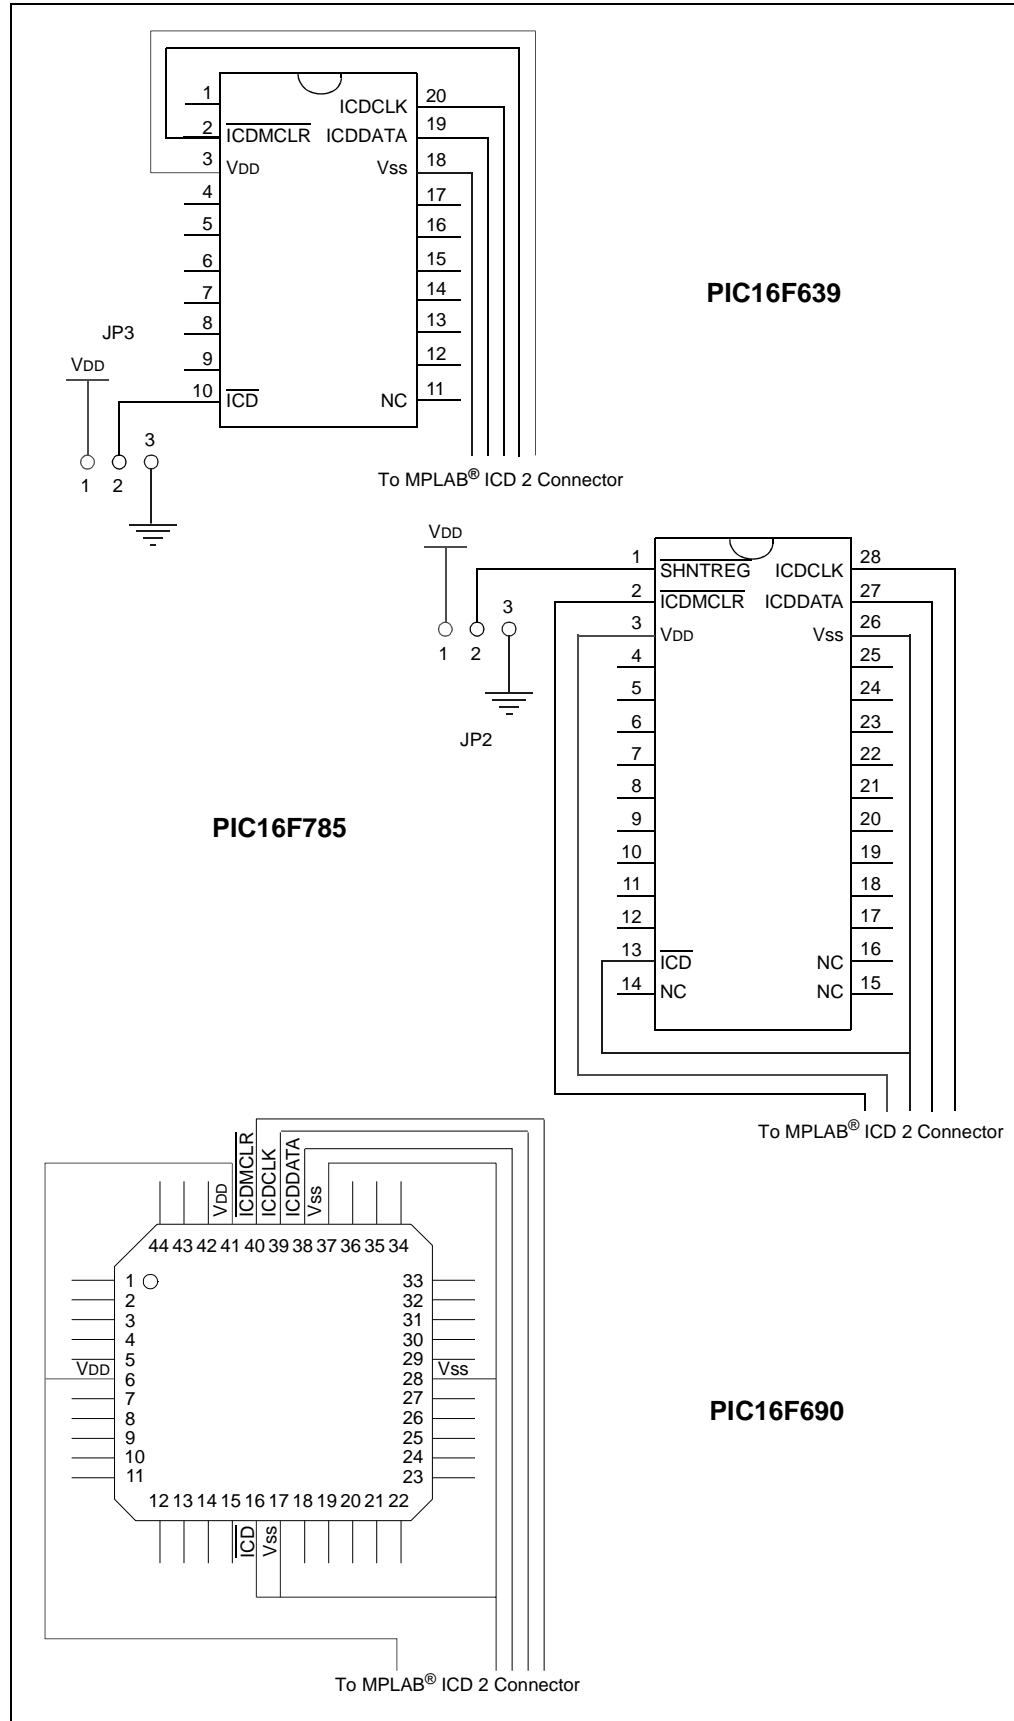 1 20 ICDCLK
2 ICDMCLR ICDDATA 19
3 VDD Vss 18
4 17
5 16
6 15
7 14
8 13
9 12
10 ICD NC 11
PIC16F639
JP3
VDD
1 2 3
To MPLAB® ICD 2 Connector
VDD
1 2 3
JP2
1 SHNTREG ICDCLK 28
2 ICDMCLR ICDDATA 27
3 VDD Vss 26
4 25
5 24
6 23
7 22
8 21
9 20
10 19
11 18
12 17
13 ICD NC 16
14 NC NC 15
PIC16F785
To MPLAB® ICD 2 Connector
VDD
ICDMCLR
ICDCLK
ICDDATA
Vss
44 43 42 41 40 39 38 37 36 35 34
1 33
2 32
3 31
4 30
5 29
VDD 6 28 Vss
7 27
8 26
9 25
10 24
11 23
12 13 14 15 16 17 18 19 20 21 22
ICD
Vss
PIC16F690
To MPLAB® ICD 2 Connector